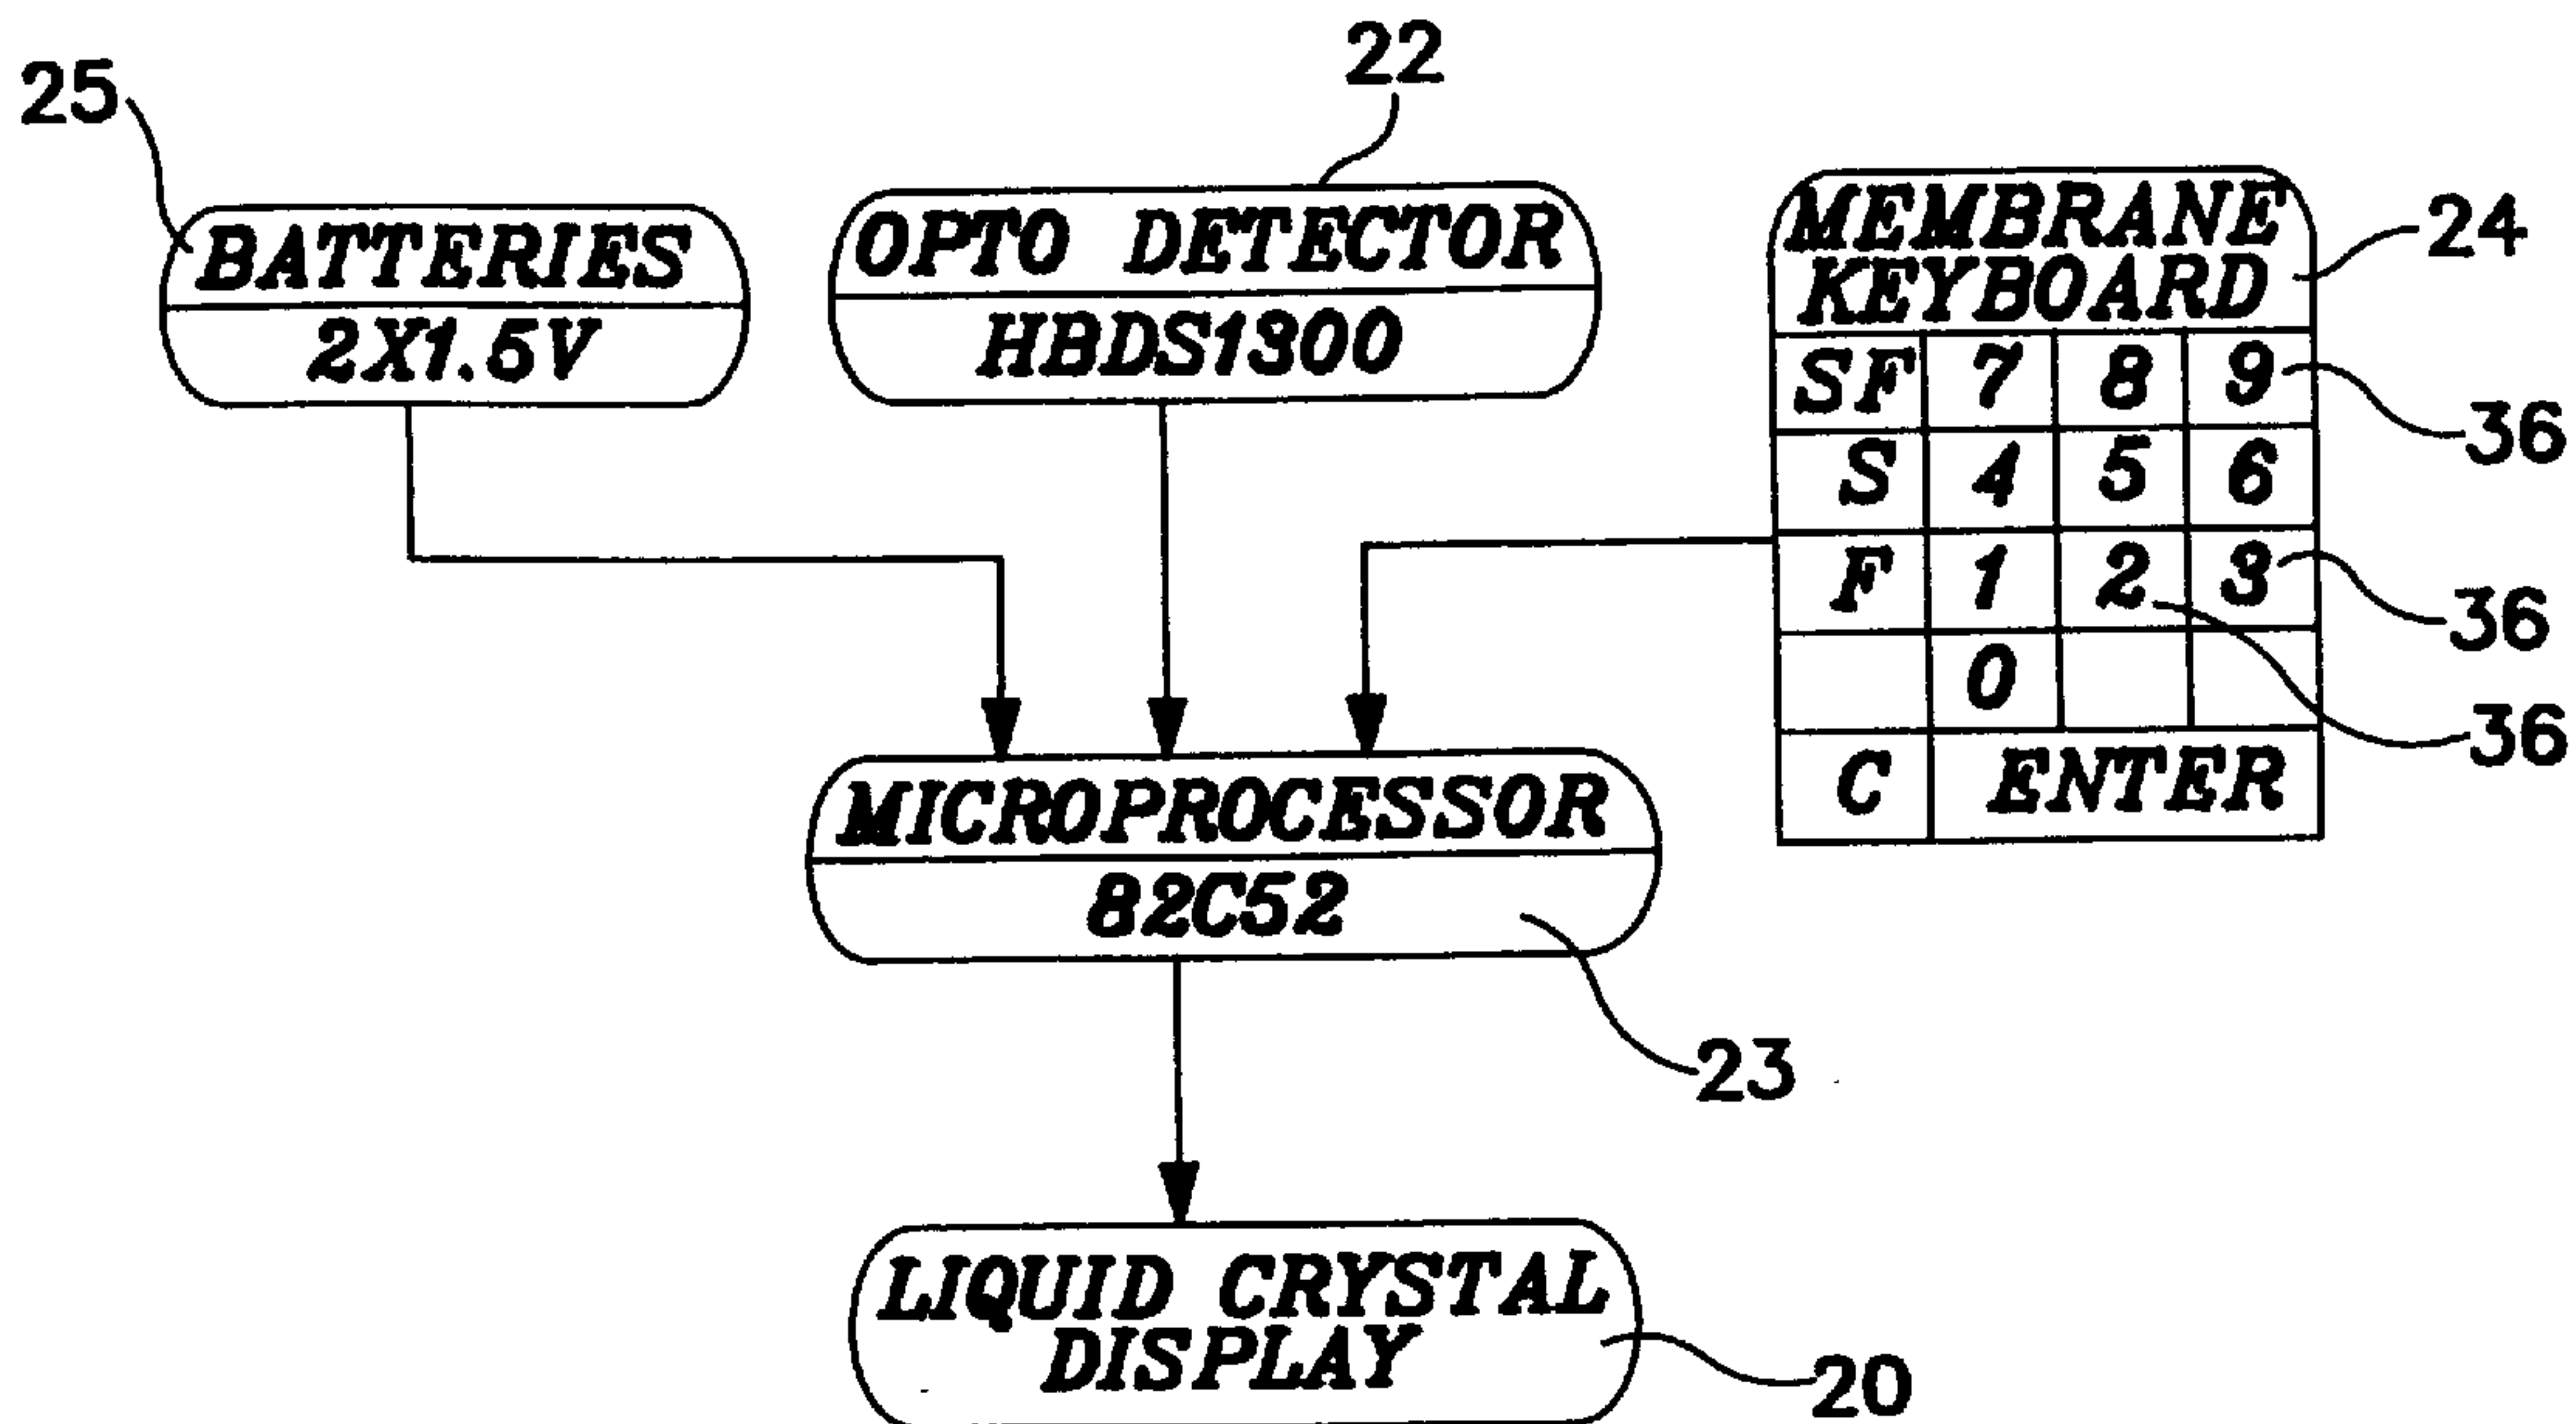 22
25
BATTERIES
2X1.5V
OPTO DETECTOR
HBDS1300
MEMBRANE
KEYBOARD
24
SF 7 8 9
36
S 4 5 6
F 1 2 3
36
0
36
C ENTER
MICROPROCESSOR
82C52
23
LIQUID CRYSTAL
DISPLAY
20